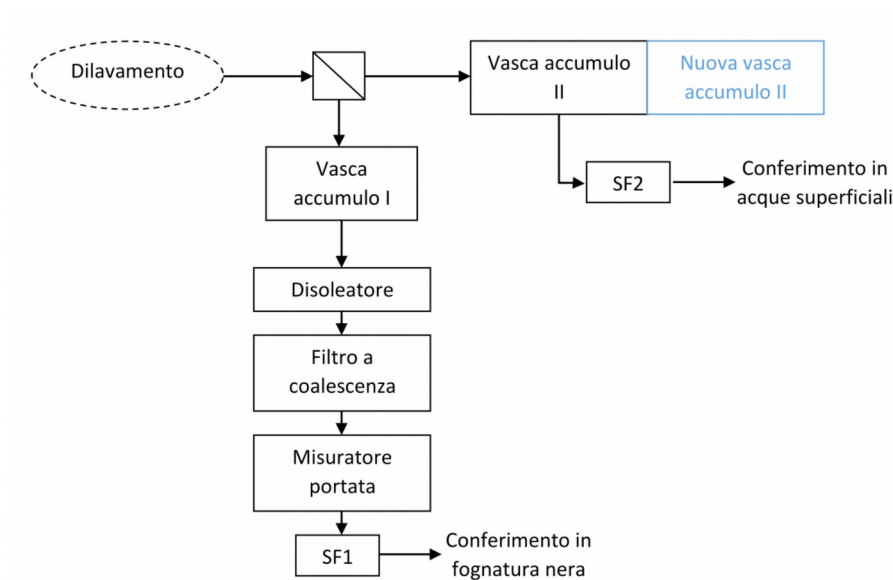 Dilavamento
Vasca accumulo
II
Nuova vasca
accumulo II
Vasca
accumulo I
SF2
Conferimento in
acque superficiali
Disoleatore
Filtro a
coalescenza
Misuratore
portata
SF1
Conferimento in
fognatura nera